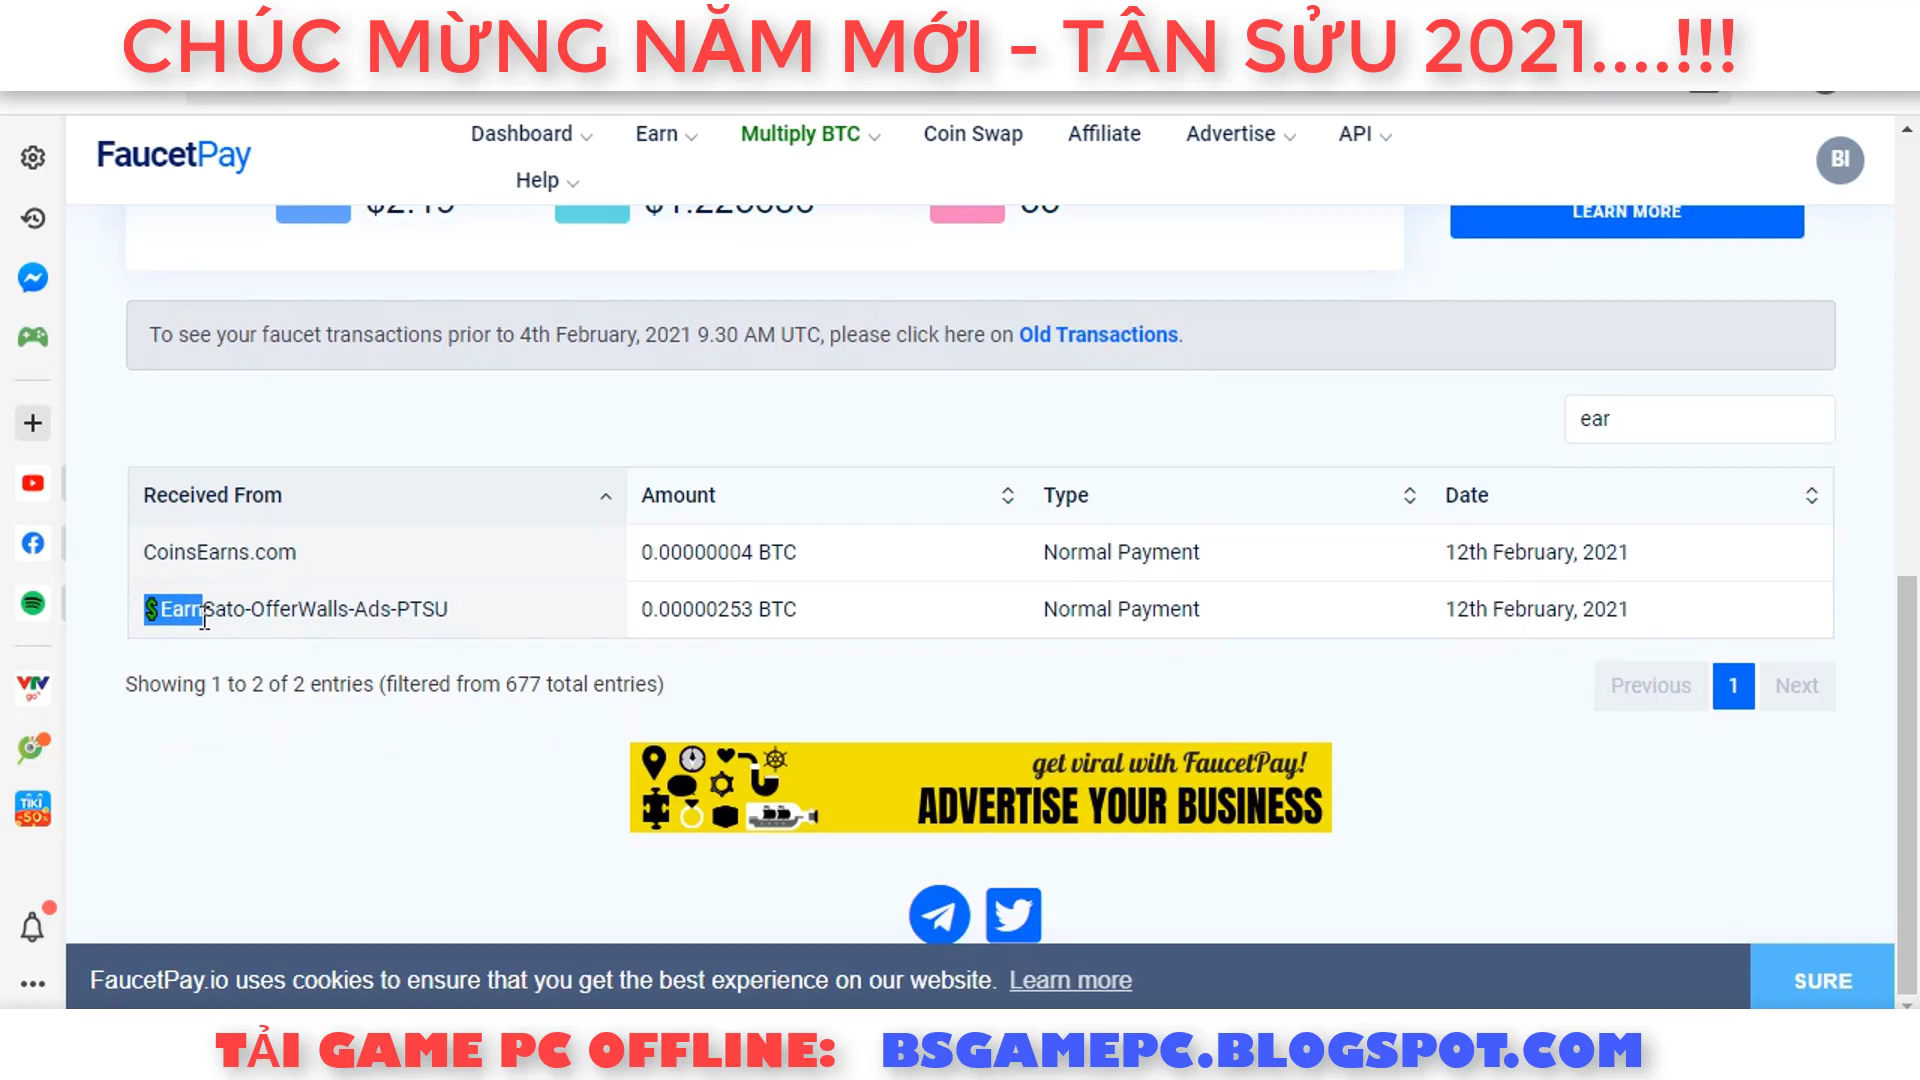 CHÚC MỪNG NĂM MỚI - TÂN SỬU 2021....!!!
FaucetPay
Dashboard Earn Multiply BTC Coin Swap Affiliate Advertise API
Help
BI
LEARN MORE
To see your faucet transactions prior to 4th February, 2021 9.30 AM UTC, please click here on Old Transactions.
ear
Received From Amount Type Date
CoinsEarns.com 0.00000004 BTC Normal Payment 12th February, 2021
$EarnSato-OfferWalls-Ads-PTSU 0.00000253 BTC Normal Payment 12th February, 2021
Showing 1 to 2 of 2 entries (filtered from 677 total entries)
Previous 1 Next
VTV
go
TIKI
-50%
get viral with FaucetPay!
ADVERTISE YOUR BUSINESS
FaucetPay.io uses cookies to ensure that you get the best experience on our website. Learn more
SURE
TẢI GAME PC OFFLINE: BSGAMEPC.BLOGSPOT.COM